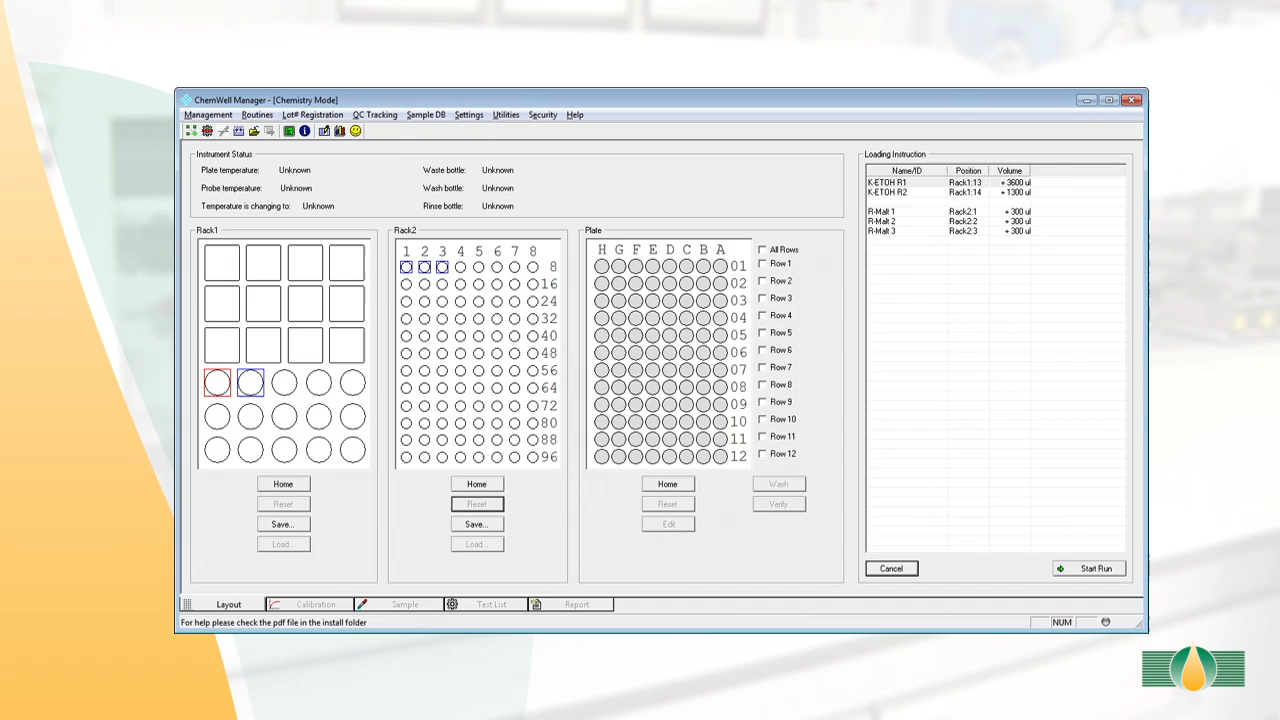 ChemWell Manager - [Chemistry Mode]
Management Routines Lot# Registration QC Tracking Sample DB Settings Utilities Security Help
Instrument Status
Plate temperature: Unknown Waste bottle: Unknown
Probe temperature: Unknown Wash bottle: Unknown
Temperature is changing to: Unknown Rinse bottle: Unknown
Rack1
Home
Reset
Save...
Load...
Rack2
1 2 3 4 5 6 7 8
8
16
24
32
40
48
56
64
72
80
88
96
Home
Reset
Save...
Load...
Plate
H G F E D C B A
01
02
03
04
05
06
07
08
09
10
11
12
All Rows
Row 1
Row 2
Row 3
Row 4
Row 5
Row 6
Row 7
Row 8
Row 9
Row 10
Row 11
Row 12
Home
Reset
Edit
Wash
Verify
Loading Instruction
Name/ID Position Volume
K-ETOH R1 Rack1:13 + 3600 ul
K-ETOH R2 Rack1:14 + 1300 ul
R-Malt 1 Rack2:1 + 300 ul
R-Malt 2 Rack2:2 + 300 ul
R-Malt 3 Rack2:3 + 300 ul
Cancel Start Run
Layout Calibration Sample Test List Report
For help please check the pdf file in the install folder NUM